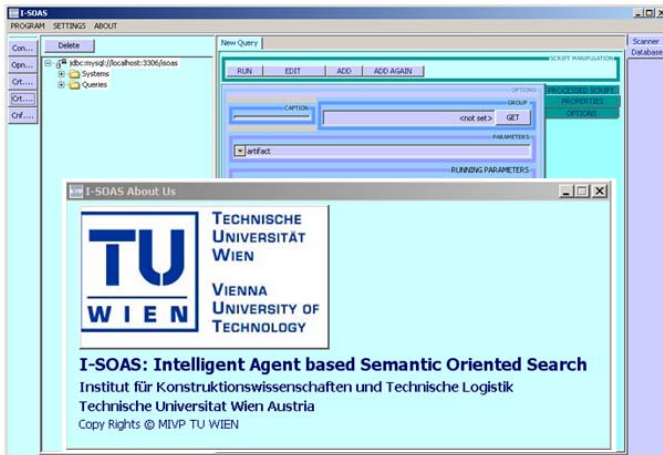 I-SOAS
PROGRAM SETTINGS ABOUT
Con...
Opn...
Crt....
Crt....
Cnf....
Delete
jdbc:mysql://localhost:3306/isoas
Systems
Queries
New Query
SCRIPT MANIPULATION
RUN EDIT ADD ADD AGAIN
OPTIONS
CAPTION
GROUP
<not set> GET
PARAMETERS
artifact
RUNNING PARAMETERS
PROCESSED SCRIPT
PROPERTIES
OPTIONS
Scanner
Database
I-SOAS About Us
TU
WIEN
TECHNISCHE
UNIVERSITÄT
WIEN
VIENNA
UNIVERSITY OF
TECHNOLOGY
I-SOAS: Intelligent Agent based Semantic Oriented Search
Institut für Konstruktionswissenschaften und Technische Logistik
Technische Universitat Wien Austria
Copy Rights © MIVP TU WIEN